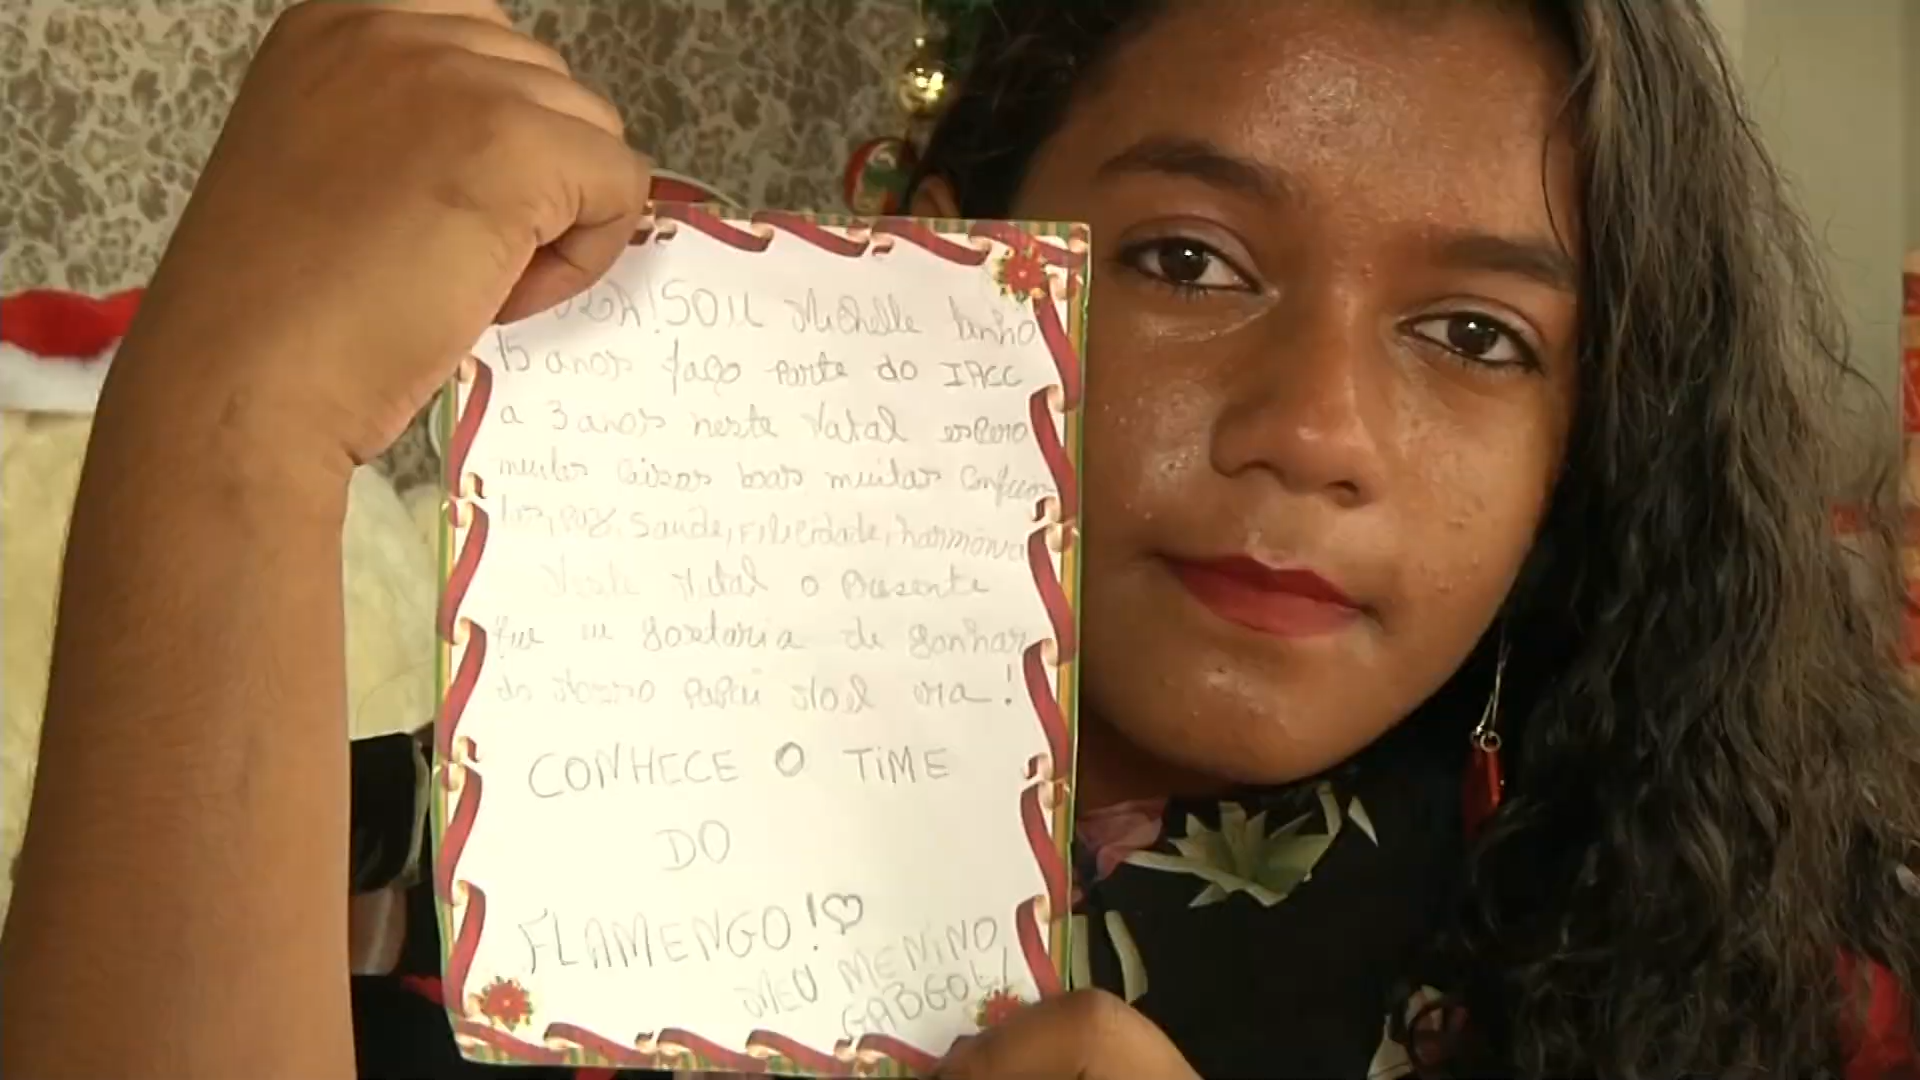 SOU Michelle tenho
15 anos faço parte do IACC
a 3 anos neste Natal espero
muitas coisas boas muitas
paz, saude, Filicidade, harmonia
Neste Natal o Presente
que eu gostaria de ganhar
do nosso Papai Noel era!
CONHECE O TIME
DO
FLAMENGO!♡
MEU MENINO
GABGOL!